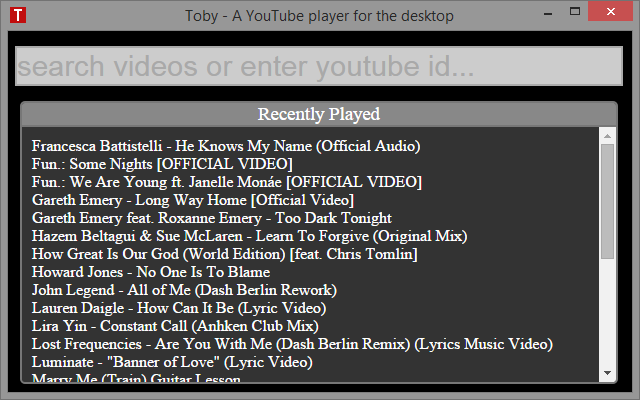 T
Toby - A YouTube player for the desktop
search videos or enter youtube id...
Recently Played
Francesca Battistelli - He Knows My Name (Official Audio)
Fun.: Some Nights [OFFICIAL VIDEO]
Fun.: We Are Young ft. Janelle Monáe [OFFICIAL VIDEO]
Gareth Emery - Long Way Home [Official Video]
Gareth Emery feat. Roxanne Emery - Too Dark Tonight
Hazem Beltagui & Sue McLaren - Learn To Forgive (Original Mix)
How Great Is Our God (World Edition) [feat. Chris Tomlin]
Howard Jones - No One Is To Blame
John Legend - All of Me (Dash Berlin Rework)
Lauren Daigle - How Can It Be (Lyric Video)
Lira Yin - Constant Call (Anhken Club Mix)
Lost Frequencies - Are You With Me (Dash Berlin Remix) (Lyrics Music Video)
Luminate - "Banner of Love" (Lyric Video)
Marry Me (Train) Guitar Lesson